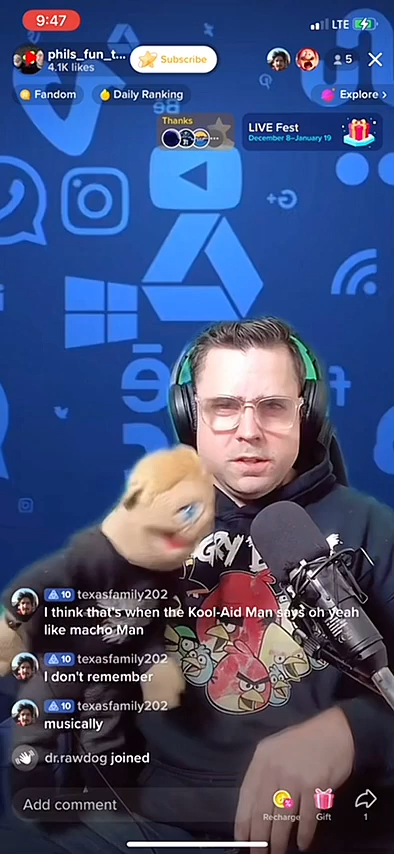 9:47
LTE
phils_fun_t...
4.1K likes
Subscribe
5
Fandom
Daily Ranking
Explore
Thanks
LIVE Fest
December 8–January 19
G+
ē
ANGRY
10 texasfamily202
I think that's when the Kool-Aid Man says oh yeah
like macho Man
10 texasfamily202
I don't remember
10 texasfamily202
musically
dr.rawdog joined
Add comment
Recharge
Gift
1